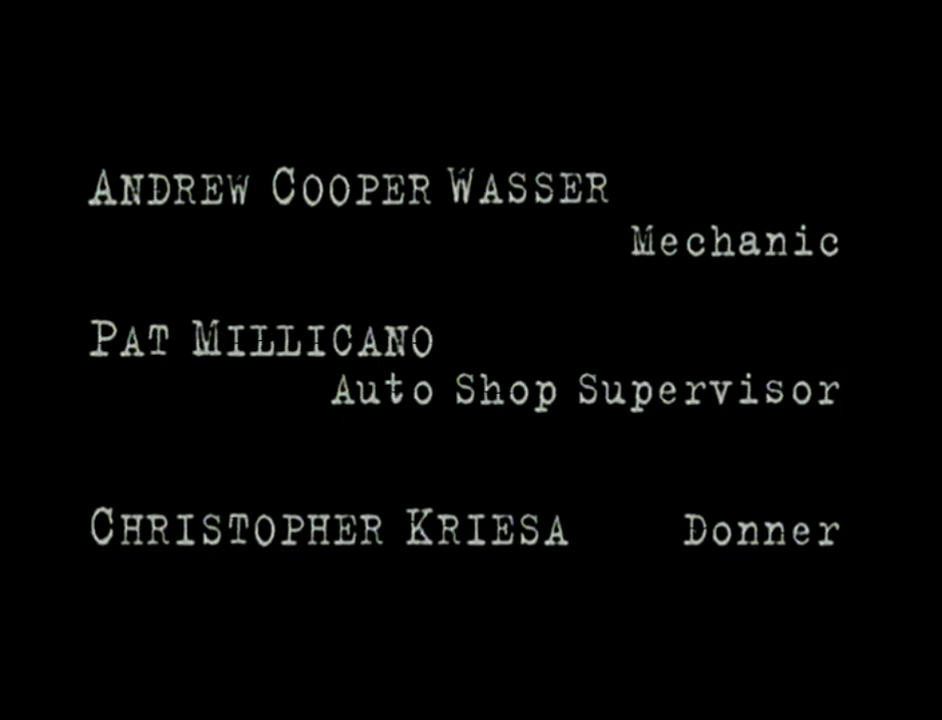 ANDREW COOPER WASSER
Mechanic
PAT MILLICANO
Auto Shop Supervisor
CHRISTOPHER KRIESA Donner